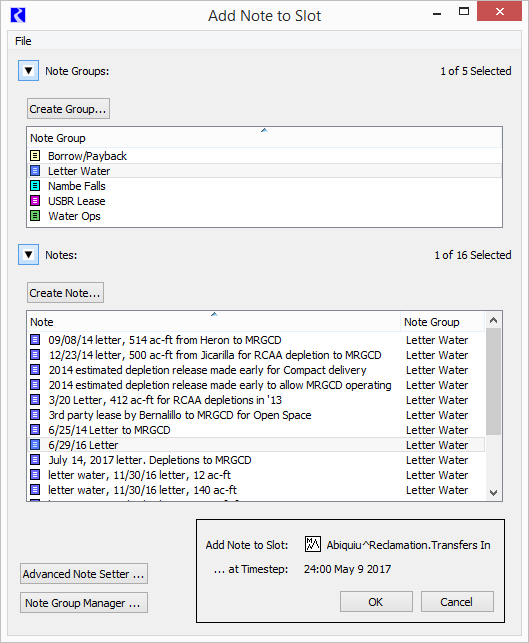 Add Note to Slot
File
Note Groups: 1 of 5 Selected
Create Group...
Note Group
Borrow/Payback
Letter Water
Nambe Falls
USBR Lease
Water Ops
Notes: 1 of 16 Selected
Create Note...
Note Note Group
09/08/14 letter, 514 ac-ft from Heron to MRGCD Letter Water
12/23/14 letter, 500 ac-ft from Jicarilla for RCAA depletion to MRGCD Letter Water
2014 estimated depletion release made early for Compact delivery Letter Water
2014 estimated depletion release made early to allow MRGCD operating Letter Water
3/20 Letter, 412 ac-ft for RCAA depletions in '13 Letter Water
3rd party lease by Bernalillo to MRGCD for Open Space Letter Water
6/25/14 Letter to MRGCD Letter Water
6/29/16 Letter Letter Water
July 14, 2017 letter. Depletions to MRGCD Letter Water
letter water, 11/30/16 letter, 12 ac-ft Letter Water
letter water, 11/30/16 letter, 140 ac-ft Letter Water
Add Note to Slot: Abiquiu^Reclamation.Transfers In
... at Timestep: 24:00 May 9 2017
Advanced Note Setter ...
Note Group Manager ...
OK Cancel